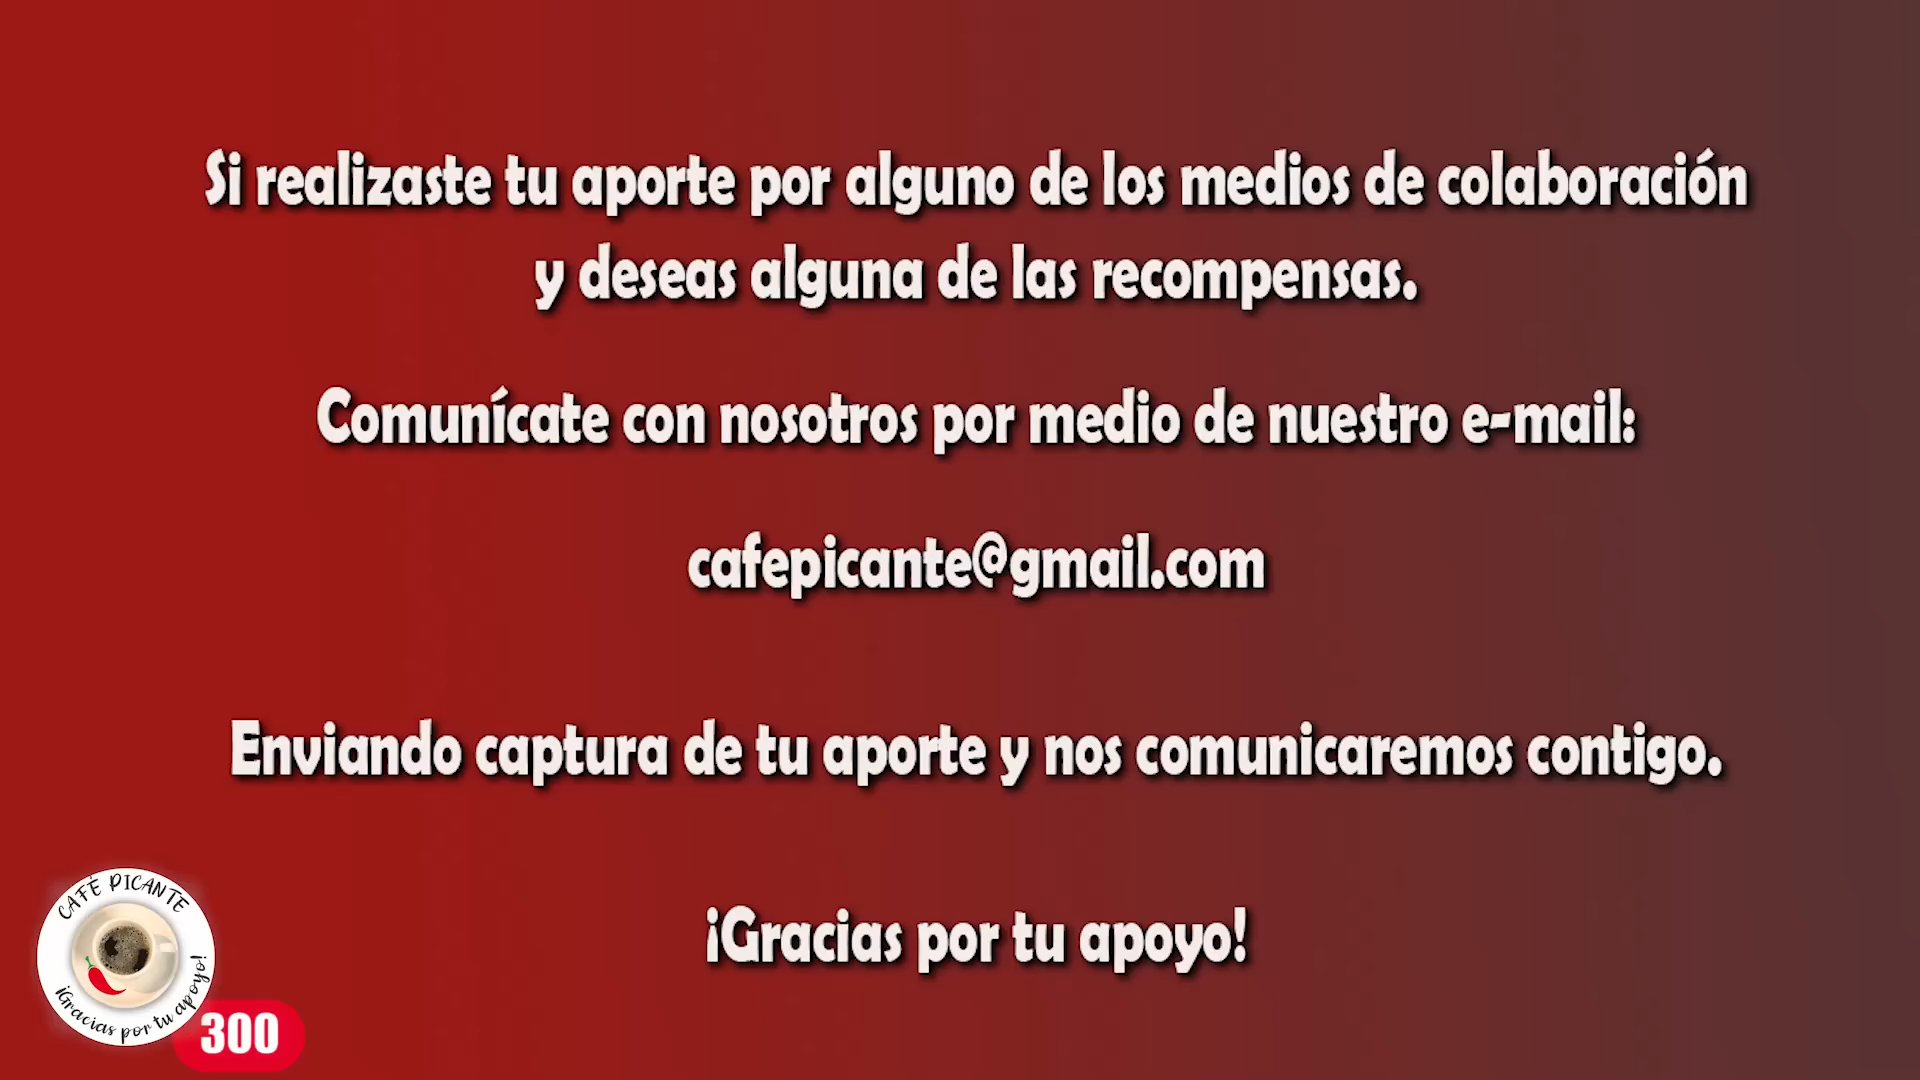 Si realizaste tu aporte por alguno de los medios de colaboración
y deseas alguna de las recompensas.
Comunícate con nosotros por medio de nuestro e-mail:
cafepicante@gmail.com
Enviando captura de tu aporte y nos comunicaremos contigo.
¡Gracias por tu apoyo!
CAFÉ PICANTE
¡Gracias por tu apoyo!
300